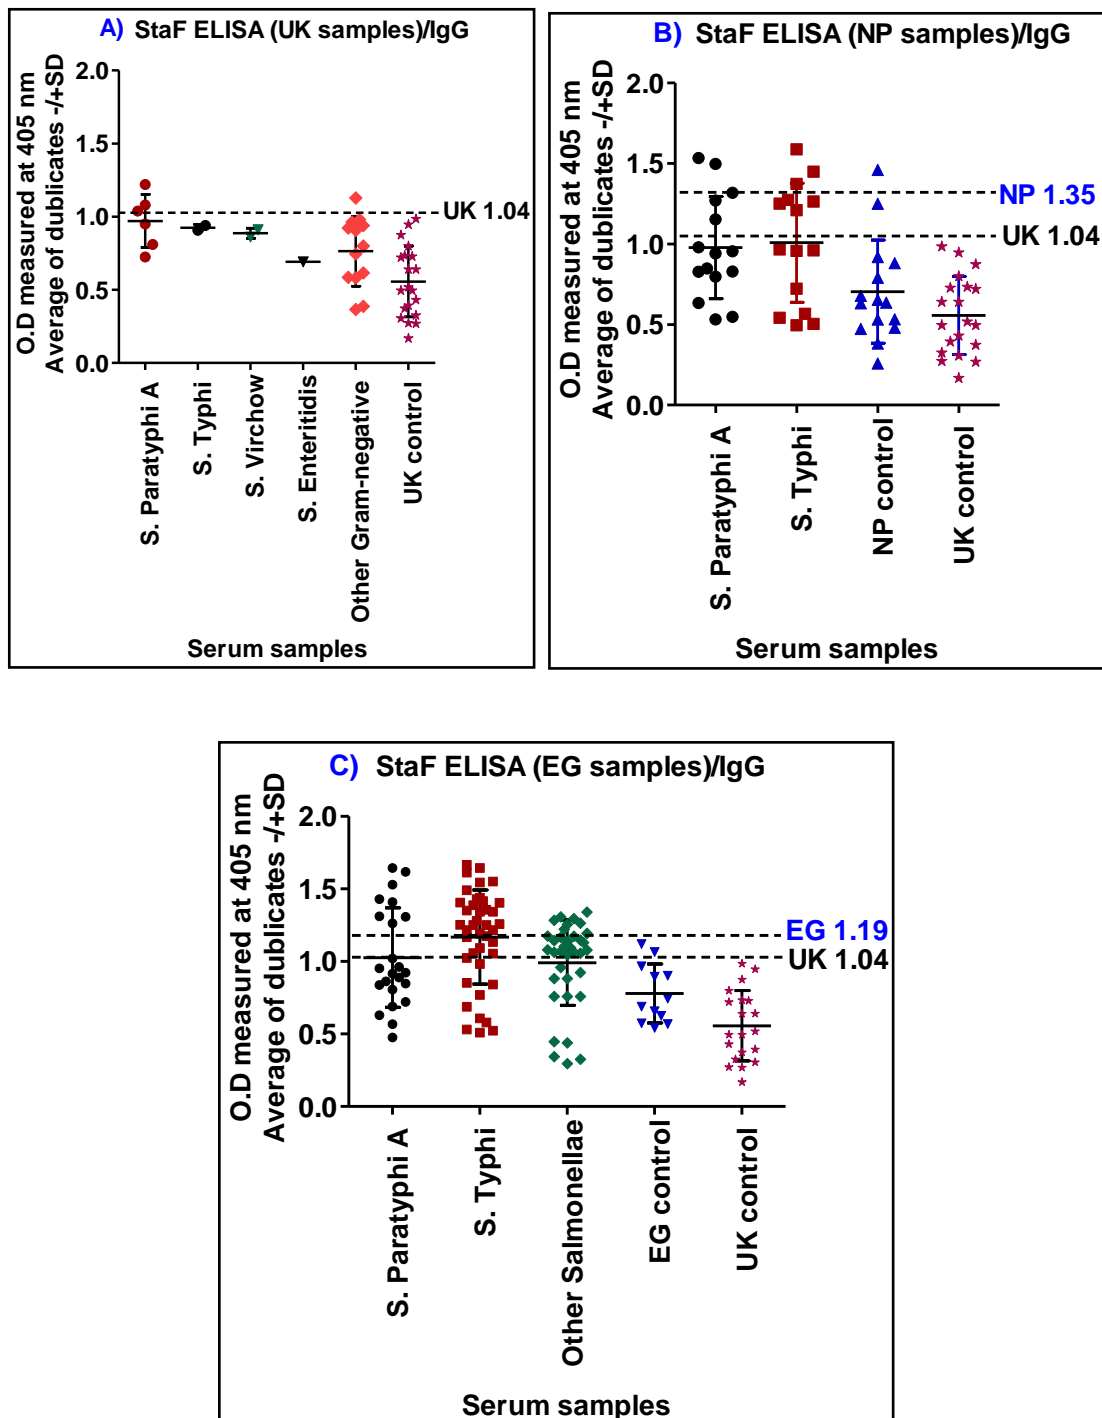 A) StaF ELISA (UK samples)/IgG
O.D measured at 405 nm
Average of dublicates -/+SD
2.0
1.5
1.0
0.5
0.0
UK 1.04
S. Paratyphi A
S. Typhi
S. Virchow
S. Enteritidis
Other Gram-negative
UK control
Serum samples
B) StaF ELISA (NP samples)/IgG
O.D measured at 405 nm
Average of dublicates -/+SD
2.0
1.5
1.0
0.5
0.0
NP 1.35
UK 1.04
S. Paratyphi A
S. Typhi
NP control
UK control
Serum samples
C) StaF ELISA (EG samples)/IgG
O.D measured at 405 nm
Average of dublicates -/+SD
2.0
1.5
1.0
0.5
0.0
EG 1.19
UK 1.04
S. Paratyphi A
S. Typhi
Other Salmonellae
EG control
UK control
Serum samples